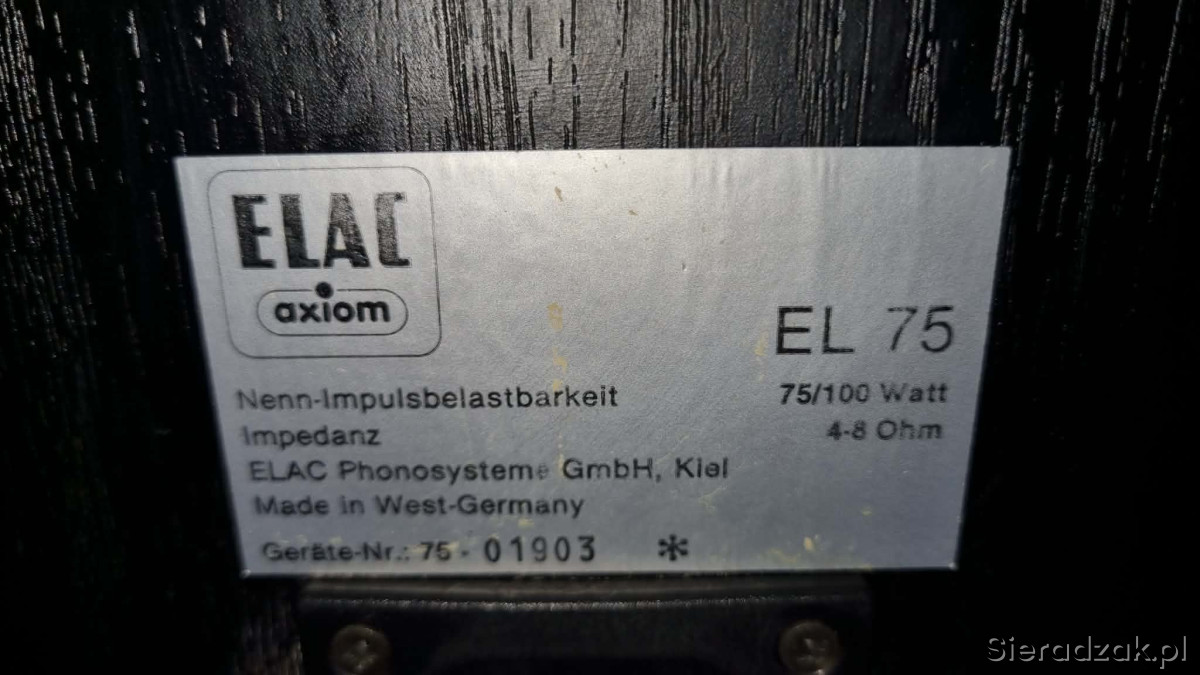 ELAC
axiom
EL 75
Nenn-Impulsbelastbarkeit 75/100 Watt
Impedanz 4-8 Ohm
ELAC Phonosysteme GmbH, Kiel
Made in West-Germany
Geräte-Nr.: 75 - 01903 *
Sieradzak.pl